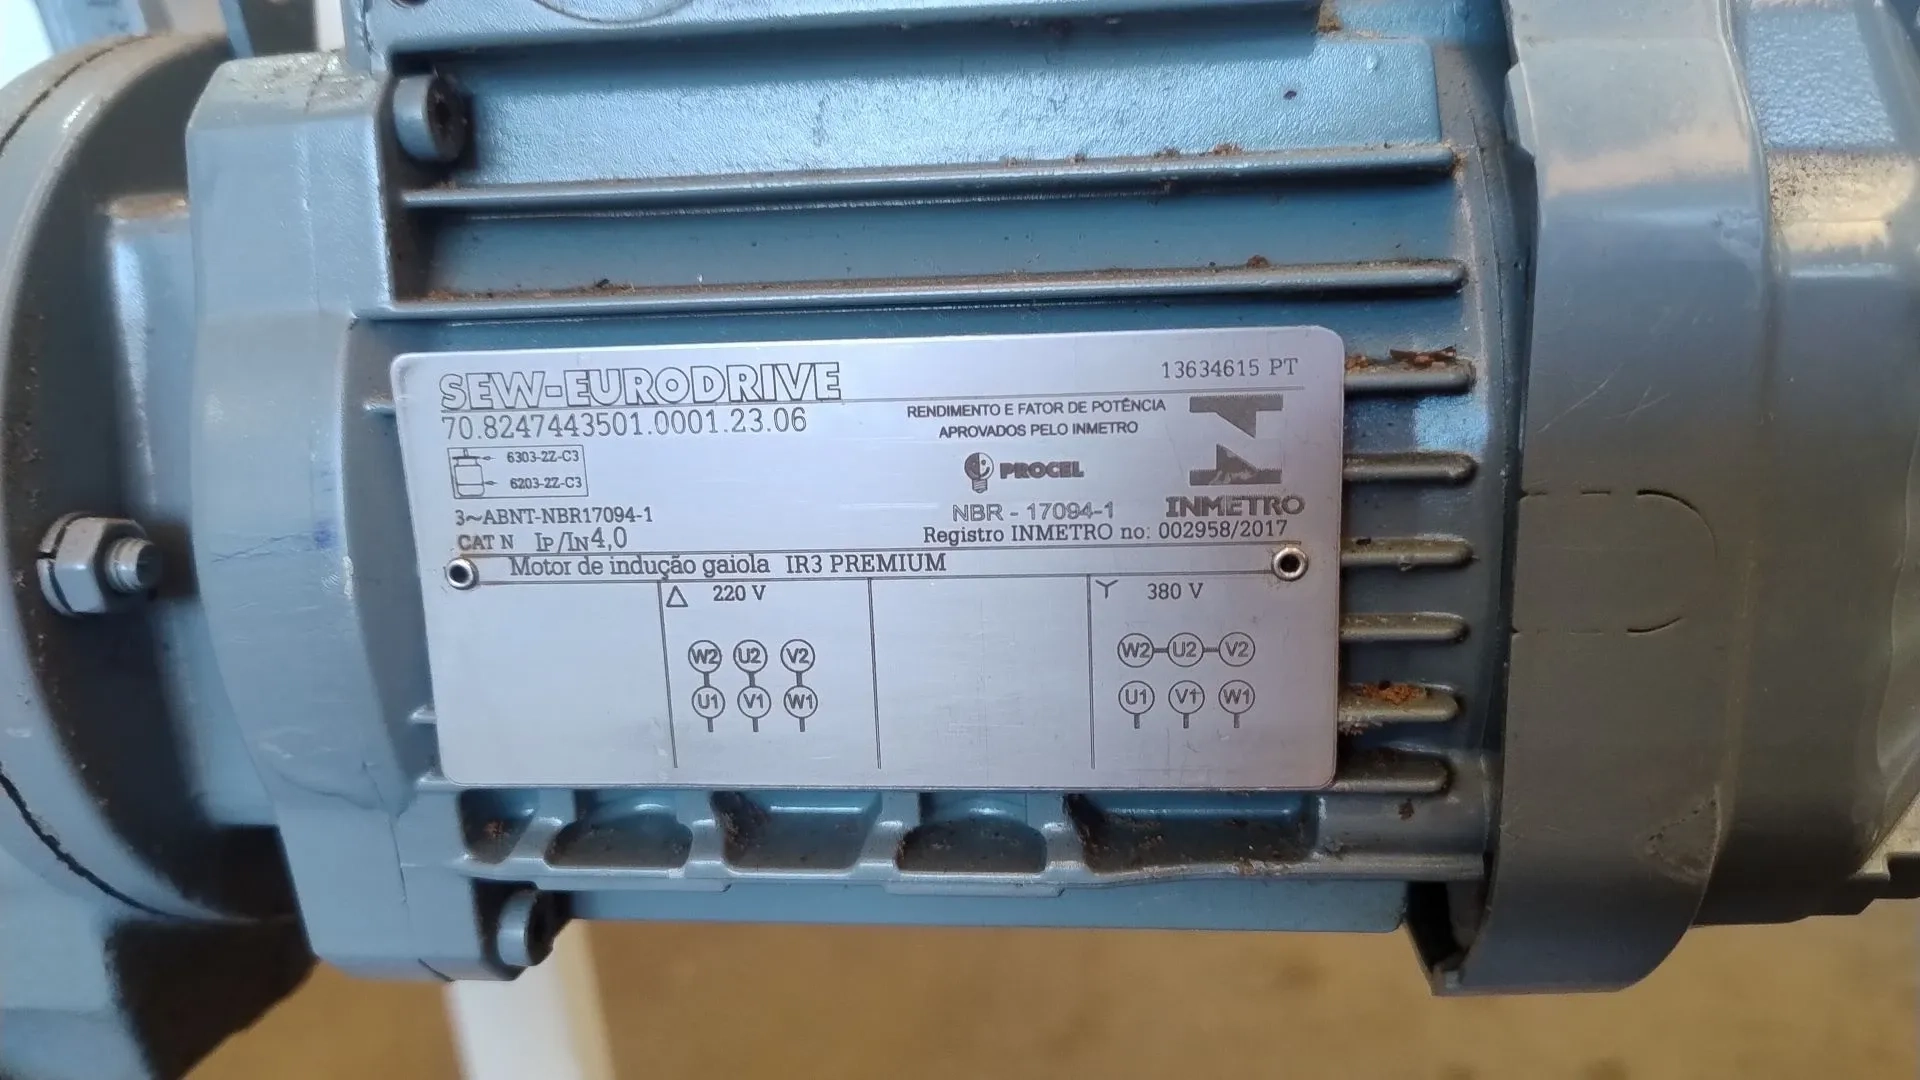 SEW-EURODRIVE
13634615 PT
70.8247443501.0001.23.06
RENDIMENTO E FATOR DE POTÊNCIA
APROVADOS PELO INMETRO
6303-2Z-C3
6203-2Z-C3
PROCEL
INMETRO
3~ABNT-NBR17094-1
NBR - 17094-1
CAT N IP/IN4,0
Registro INMETRO no: 002958/2017
Motor de indução gaiola IR3 PREMIUM
△ 220 V
W2 U2 V2
U1 V1 W1
Y 380 V
W2 U2 V2
U1 V1 W1